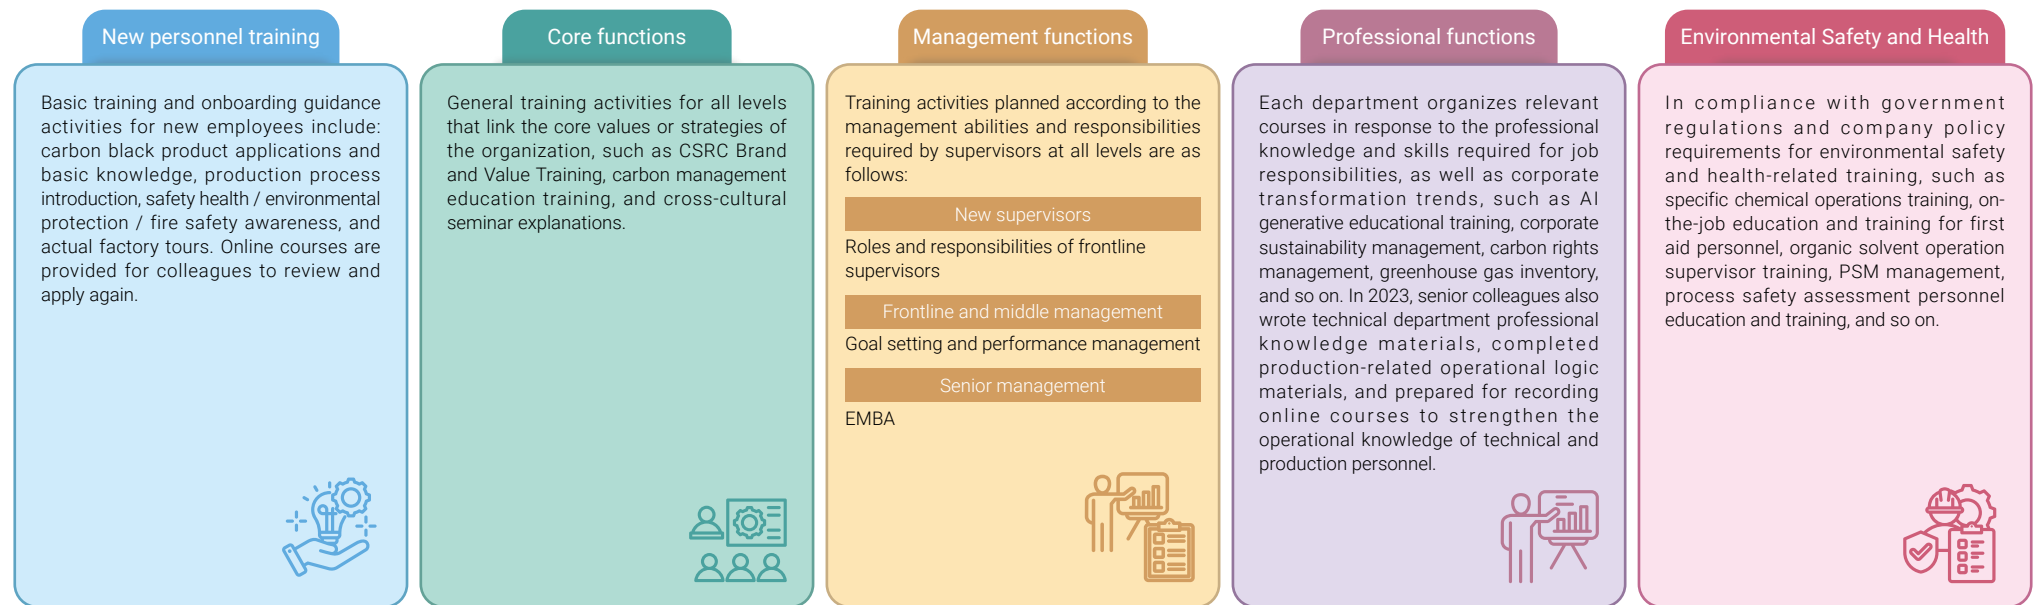 New personnel training
Basic training and onboarding guidance
activities for new employees include:
carbon black product applications and
basic knowledge, production process
introduction, safety health / environmental
protection / fire safety awareness, and
actual factory tours. Online courses are
provided for colleagues to review and
apply again.
Core functions
General training activities for all levels
that link the core values or strategies of
the organization, such as CSRC Brand
and Value Training, carbon management
education training, and cross-cultural
seminar explanations.
Management functions
Training activities planned according to the
management abilities and responsibilities
required by supervisors at all levels are as
follows:
New supervisors
Roles and responsibilities of frontline
supervisors
Frontline and middle management
Goal setting and performance management
Senior management
EMBA
Professional functions
Each department organizes relevant
courses in response to the professional
knowledge and skills required for job
responsibilities, as well as corporate
transformation trends, such as AI
generative educational training, corporate
sustainability management, carbon rights
management, greenhouse gas inventory,
and so on. In 2023, senior colleagues also
wrote technical department professional
knowledge materials, completed
production-related operational logic
materials, and prepared for recording
online courses to strengthen the
operational knowledge of technical and
production personnel.
Environmental Safety and Health
In compliance with government
regulations and company policy
requirements for environmental safety
and health-related training, such as
specific chemical operations training, on-
the-job education and training for first
aid personnel, organic solvent operation
supervisor training, PSM management,
process safety assessment personnel
education and training, and so on.